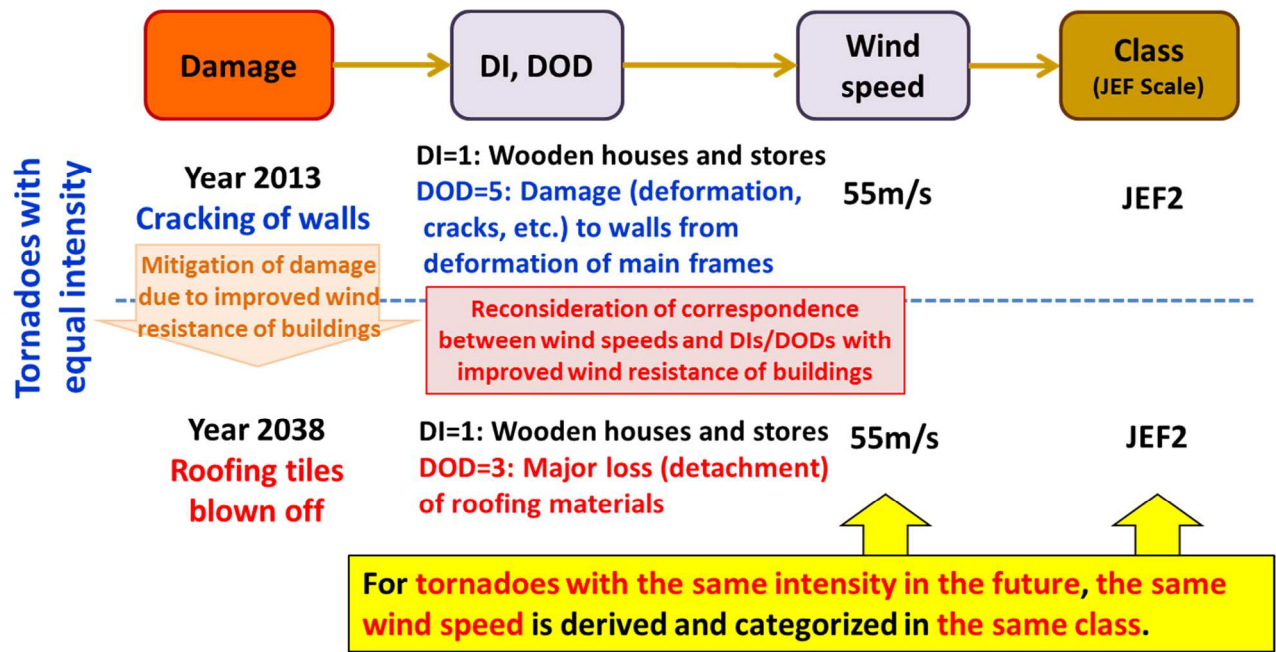 Damage
DI, DOD
Wind
speed
Class
(JEF Scale)
Tornadoes with
equal intensity
Year 2013
Cracking of walls
DI=1: Wooden houses and stores
DOD=5: Damage (deformation,
cracks, etc.) to walls from
deformation of main frames
55m/s
JEF2
Mitigation of damage
due to improved wind
resistance of buildings
Reconsideration of correspondence
between wind speeds and DIs/DODs with
improved wind resistance of buildings
Year 2038
Roofing tiles
blown off
DI=1: Wooden houses and stores
DOD=3: Major loss (detachment)
of roofing materials
55m/s
JEF2
For tornadoes with the same intensity in the future, the same
wind speed is derived and categorized in the same class.